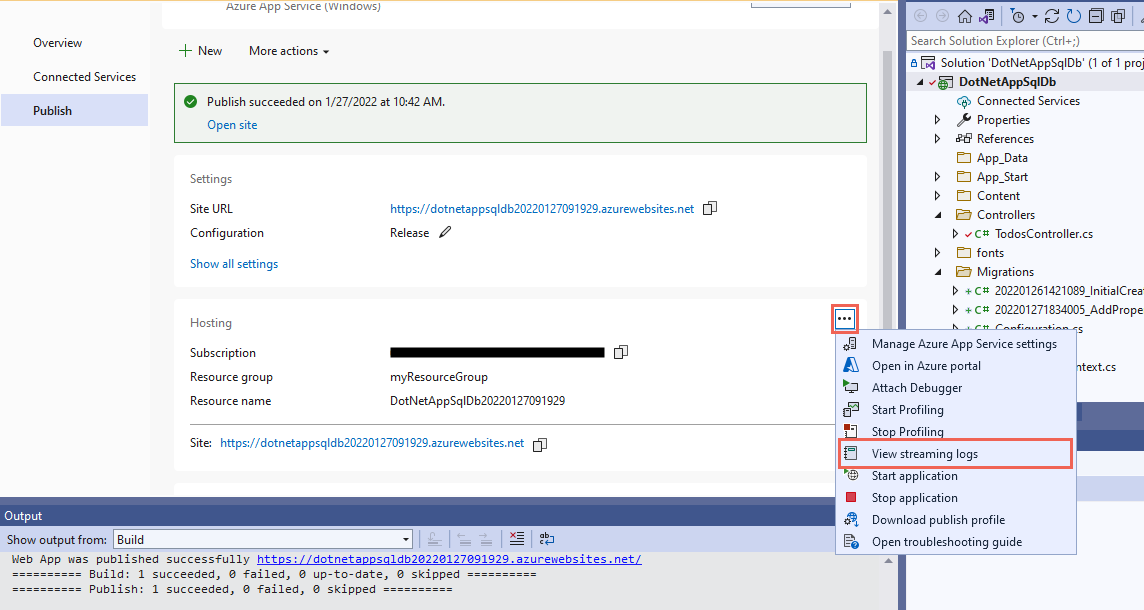 Azure App Service (Windows)
Overview
Connected Services
Publish
New
More actions
Publish succeeded on 1/27/2022 at 10:42 AM.
Open site
Settings
Site URL
https://dotnetappsqldb20220127091929.azurewebsites.net
Configuration
Release
Show all settings
Hosting
Subscription
Resource group
myResourceGroup
Resource name
DotNetAppSqlDb20220127091929
Site: https://dotnetappsqldb20220127091929.azurewebsites.net
Manage Azure App Service settings
Open in Azure portal
Attach Debugger
Start Profiling
Stop Profiling
View streaming logs
Start application
Stop application
Download publish profile
Open troubleshooting guide
Search Solution Explorer (Ctrl+;)
Solution 'DotNetAppSqlDb' (1 of 1 proj
DotNetAppSqlDb
Connected Services
Properties
References
App_Data
App_Start
Content
Controllers
C# TodosController.cs
fonts
Migrations
+ C# 202201261421089_InitialCrea
+ C# 202201271834005_AddPrope
+ C# Configuration.cs
ntext.cs
Output
Show output from: Build
Web App was published successfully https://dotnetappsqldb20220127091929.azurewebsites.net/
========== Build: 1 succeeded, 0 failed, 0 up-to-date, 0 skipped ==========
========== Publish: 1 succeeded, 0 failed, 0 skipped ==========